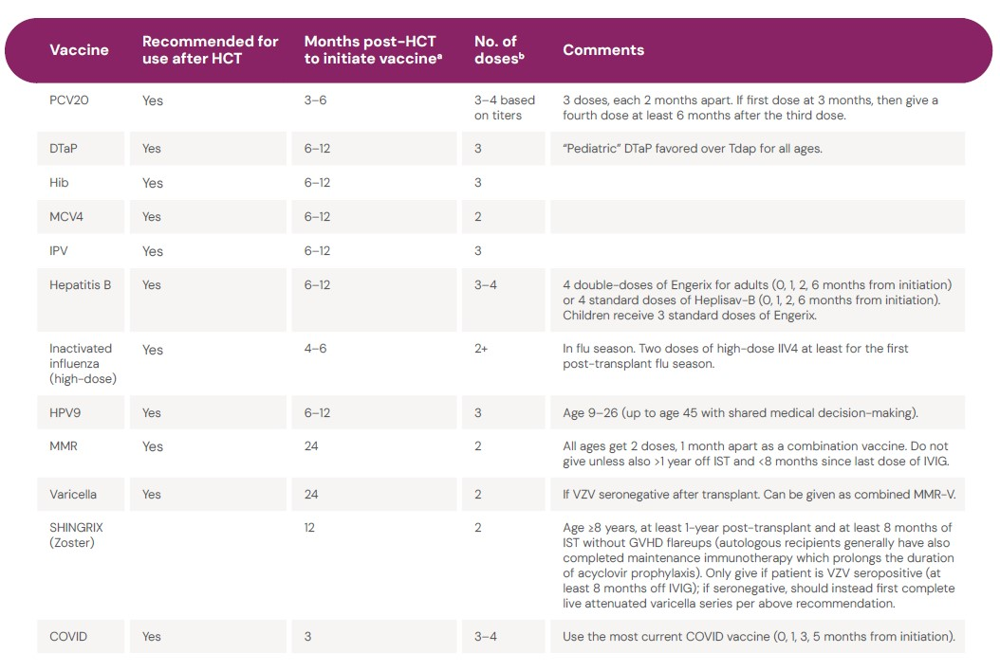 Vaccine
Recommended for
use after HCT
Months post-HCT
to initiate vaccineᵃ
No. of
dosesᵇ
Comments
PCV20
Yes
3–6
3–4 based
on titers
3 doses, each 2 months apart. If first dose at 3 months, then give a
fourth dose at least 6 months after the third dose.
DTaP
Yes
6–12
3
“Pediatric” DTaP favored over Tdap for all ages.
Hib
Yes
6–12
3
MCV4
Yes
6–12
2
IPV
Yes
6–12
3
Hepatitis B
Yes
6–12
3–4
4 double-doses of Engerix for adults (0, 1, 2, 6 months from initiation)
or 4 standard doses of Heplisav-B (0, 1, 2, 6 months from initiation).
Children receive 3 standard doses of Engerix.
Inactivated
influenza
(high-dose)
Yes
4–6
2+
In flu season. Two doses of high-dose IIV4 at least for the first
post-transplant flu season.
HPV9
Yes
6–12
3
Age 9–26 (up to age 45 with shared medical decision-making).
MMR
Yes
24
2
All ages get 2 doses, 1 month apart as a combination vaccine. Do not
give unless also >1 year off IST and <8 months since last dose of IVIG.
Varicella
Yes
24
2
If VZV seronegative after transplant. Can be given as combined MMR-V.
SHINGRIX
(Zoster)
12
2
Age ≥8 years, at least 1-year post-transplant and at least 8 months of
IST without GVHD flareups (autologous recipients generally have also
completed maintenance immunotherapy which prolongs the duration
of acyclovir prophylaxis). Only give if patient is VZV seropositive (at
least 8 months off IVIG); if seronegative, should instead first complete
live attenuated varicella series per above recommendation.
COVID
Yes
3
3–4
Use the most current COVID vaccine (0, 1, 3, 5 months from initiation).